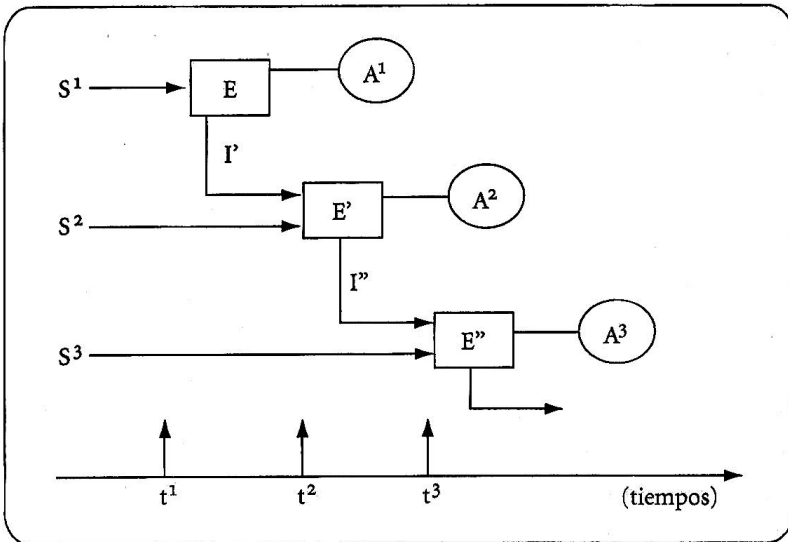 S¹ E A¹
I’
S² E’ A²
I”
S³ E” A³
t¹ t² t³ (tiempos)